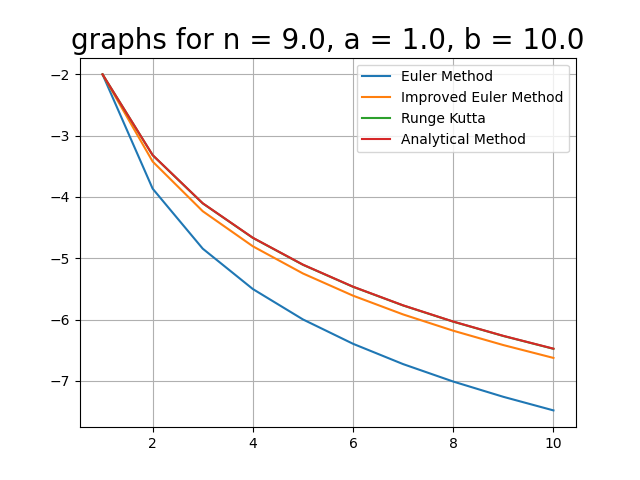 graphs for n = 9.0, a = 1.0, b = 10.0
Euler Method
Improved Euler Method
Runge Kutta
Analytical Method
−2
−3
−4
−5
−6
−7
2 4 6 8 10